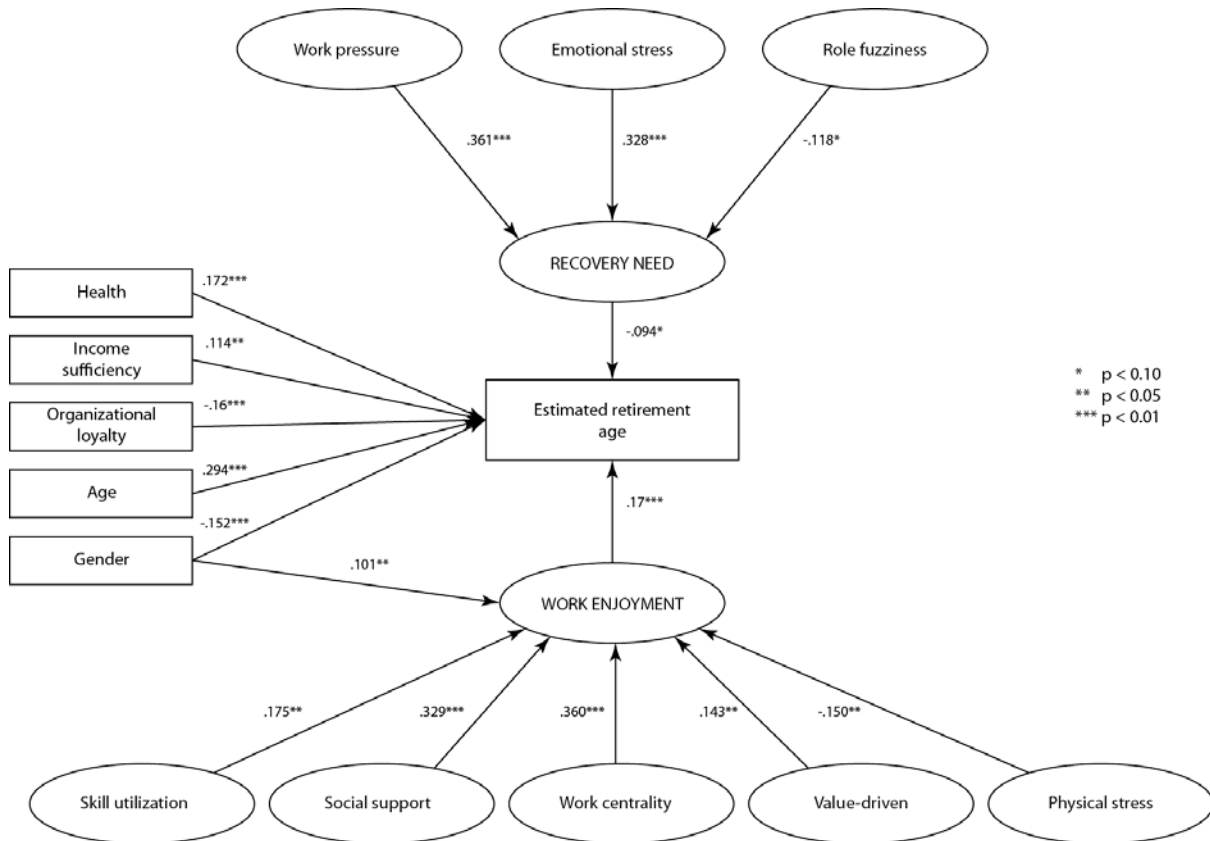 Work pressure
Emotional stress
Role fuzziness
.361***
.328***
-.118*
RECOVERY NEED
-.094*
Health
.172***
Income
sufficiency
.114**
Organizational
loyalty
-.16***
Age
.294***
Gender
-.152***
Estimated retirement
age
* p < 0.10
** p < 0.05
*** p < 0.01
.17***
.101**
WORK ENJOYMENT
.175**
.329***
.360***
.143**
-.150**
Skill utilization
Social support
Work centrality
Value-driven
Physical stress